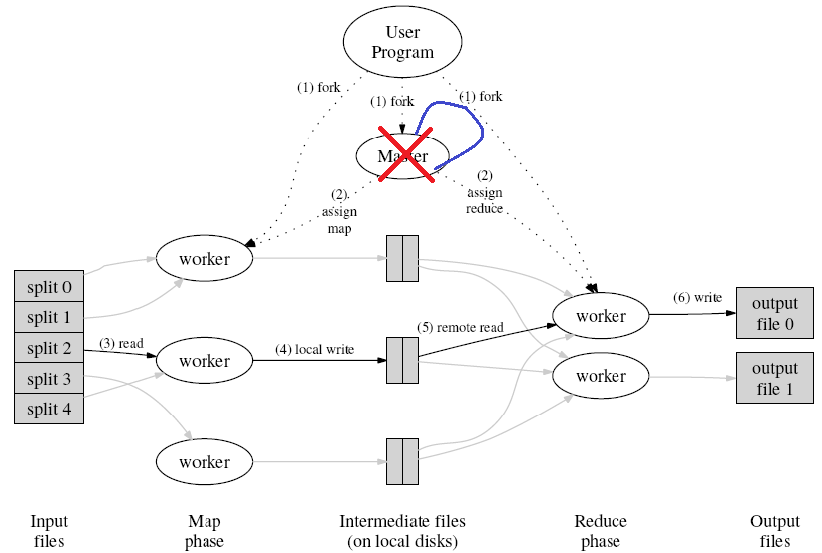 User
Program
(1) fork
(1) fork
(1) fork
Master
(2)
assign
map
(2)
assign
reduce
worker
split 0
split 1
split 2
split 3
split 4
(3) read
worker
(4) local write
(5) remote read
worker
worker
worker
(6) write
output
file 0
output
file 1
Input
files
Map
phase
Intermediate files
(on local disks)
Reduce
phase
Output
files